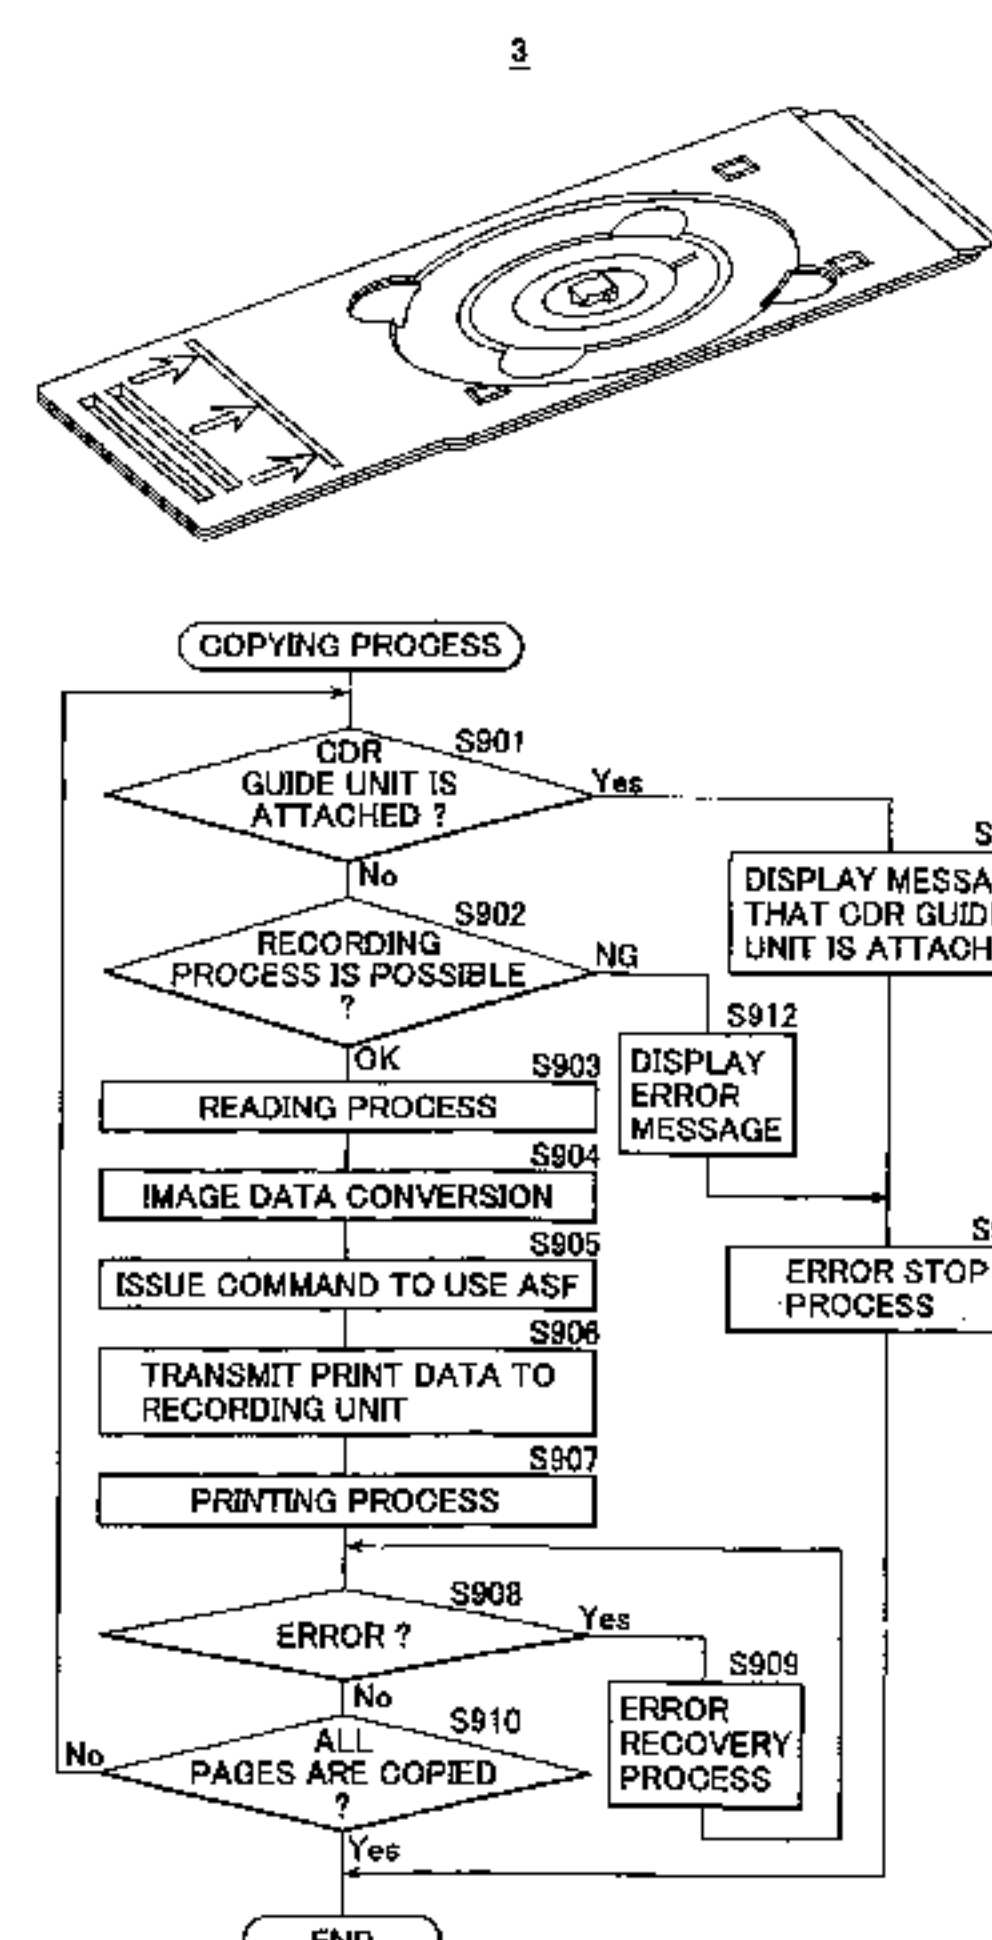 3
COPYING PROCESS
S901
CDR
GUIDE UNIT IS
ATTACHED ?
Yes
No
DISPLAY
THAT CDR
UNIT IS
S902
RECORDING
PROCESS IS POSSIBLE
?
NG
OK
S912
DISPLAY
ERROR
MESSAGE
S903
READING PROCESS
S904
IMAGE DATA CONVERSION
S905
ISSUE COMMAND TO USE ASF
ERROR STOP
PROCESS
S906
TRANSMIT PRINT DATA TO
RECORDING UNIT
S907
PRINTING PROCESS
S908
ERROR ?
Yes
No
S909
ERROR
RECOVERY
PROCESS
S910
ALL
PAGES ARE COPIED
?
No
Yes
END